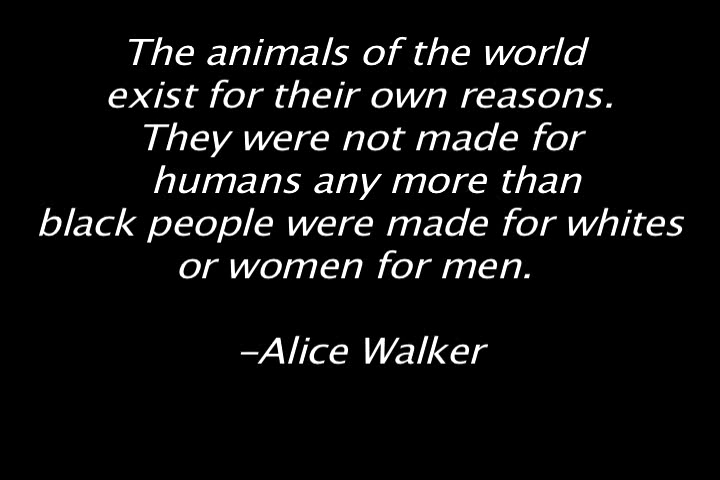 The animals of the world
exist for their own reasons.
They were not made for
humans any more than
black people were made for whites
or women for men.
–Alice Walker